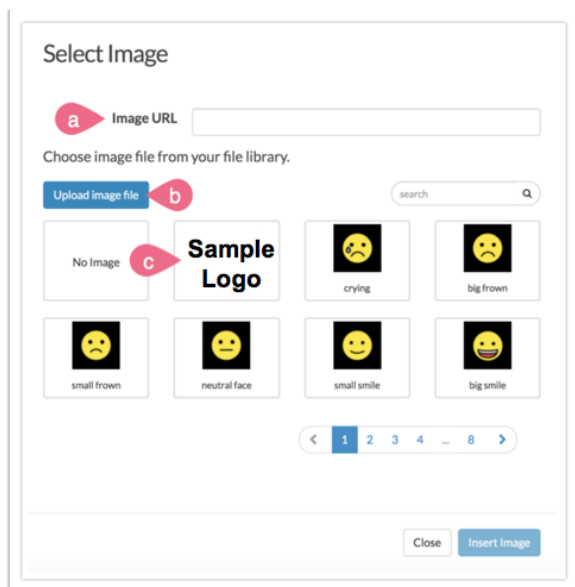 Select Image
a Image URL
Choose image file from your file library.
Upload image file b search
No Image c Sample
Logo
crying big frown
small frown neutral face small smile big smile
1 2 3 4 ... 8
Close Insert Image